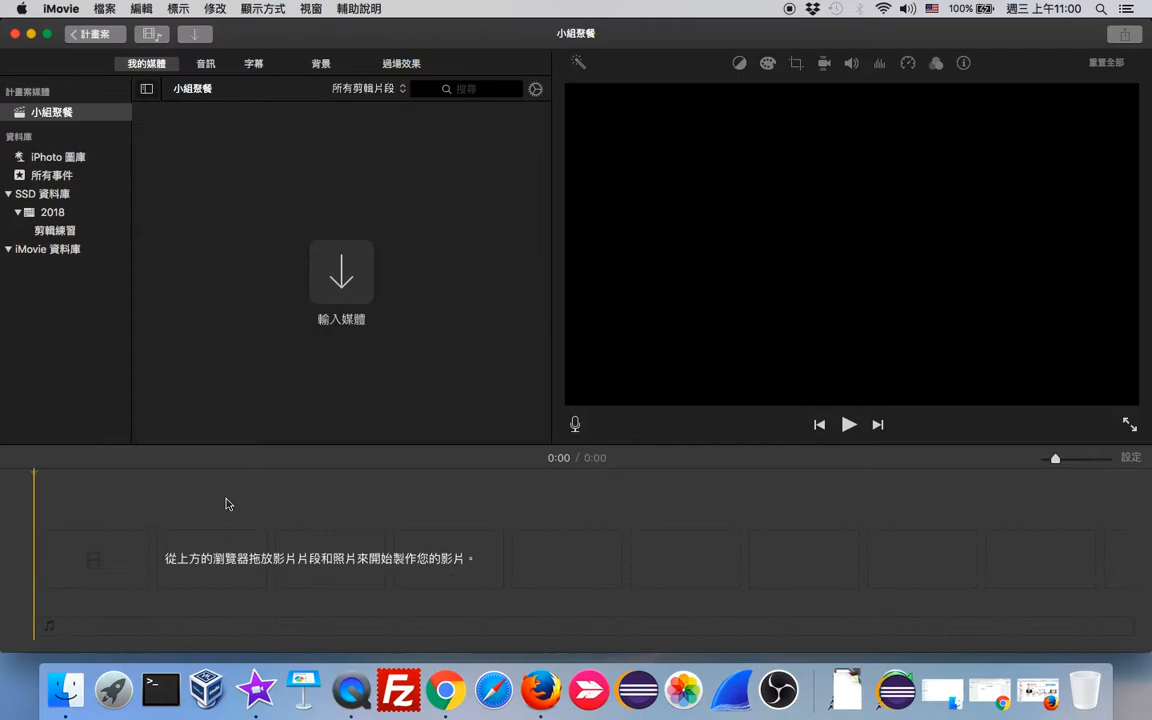 iMovie 檔案 編輯 標示 修改 顯示方式 視窗 輔助說明 100% 週三 上午11:00
計畫案 小組聚餐
我的媒體 音訊 字幕 背景 過場效果 重置全部
計畫案媒體 小組聚餐 所有剪輯片段 搜尋
小組聚餐
資料庫
iPhoto 圖庫
所有事件
SSD 資料庫
2018
剪輯練習
iMovie 資料庫
輸入媒體
0:00 / 0:00 設定
從上方的瀏覽器拖放影片片段和照片來開始製作您的影片。